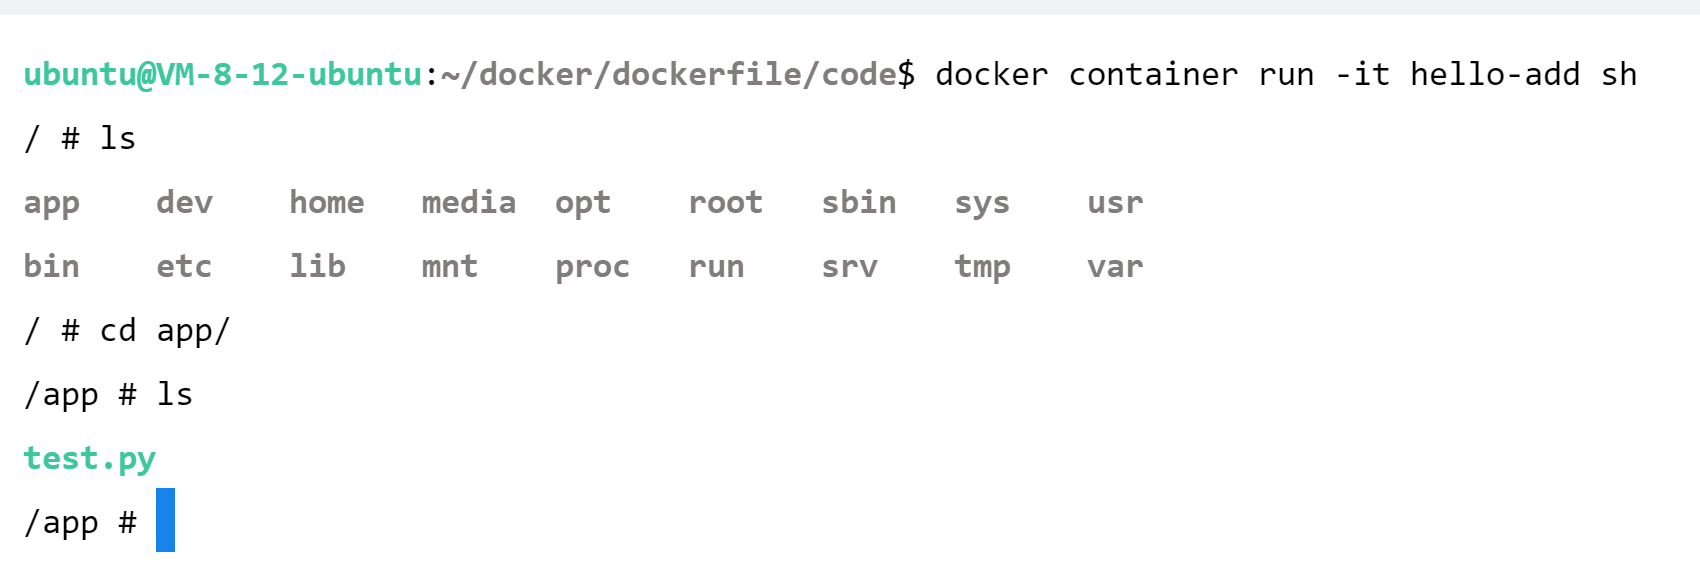 ubuntu@VM-8-12-ubuntu:~/docker/dockerfile/code$ docker container run -it hello-add sh
/ # ls
app    dev    home   media  opt    root   sbin   sys    usr
bin    etc    lib    mnt    proc   run    srv    tmp    var
/ # cd app/
/app # ls
test.py
/app #